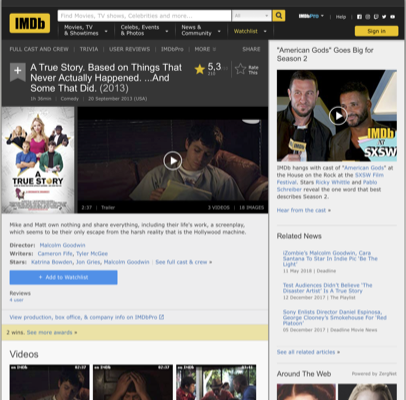 IMDb
Find Movies, TV shows, Celebrities and more...
All
IMDbPro
Help
Movies, TV & Showtimes
Celebs, Events & Photos
News & Community
Watchlist
Sign in
FULL CAST AND CREW | TRIVIA | USER REVIEWS | IMDbPro | MORE
SHARE
A True Story. Based on Things That
Never Actually Happened. ...And
Some That Did. (2013)
5,3
Rate This
1h 36min | Comedy | 20 September 2013 (USA)
A
TRUE STORY
2:37 | Trailer
3 VIDEOS | 18 IMAGES
Mike and Matt own nothing and share everything, including their life's work, a screenplay,
which seems to be their only escape from the harsh reality that is the Hollywood machine.
Director: Malcolm Goodwin
Writers: Cameron Fife, Tyler McGee
Stars: Katrina Bowden, Jon Gries, Malcolm Goodwin | See full cast & crew »
+ Add to Watchlist
Reviews
4 user
View production, box office, & company info on IMDbPro
2 wins. See more awards »
Videos
02:37
02:37
"American Gods" Goes Big for
Season 2
IMDb
at
SXSW
IMDb hangs with cast of "American Gods" at
the House on the Rock at the SXSW Film
Festival. Stars Ricky Whittle and Pablo
Schreiber reveal the one word that best
describes Season 2.
Hear from the cast »
Related News
iZombie's Malcolm Goodwin, Cara
Santana To Star In Indie Pic 'Be The
Light'
11 May 2018 | Deadline
Test Audiences Didn't Believe 'The
Disaster Artist' Is A True Story
12 December 2017 | The Playlist
Sony Enlists Director Daniel Espinosa,
George Clooney's Smokehouse For 'Red
Platoon'
05 December 2017 | Deadline Movie News
See all related articles »
Around The Web
Powered by ZergNet